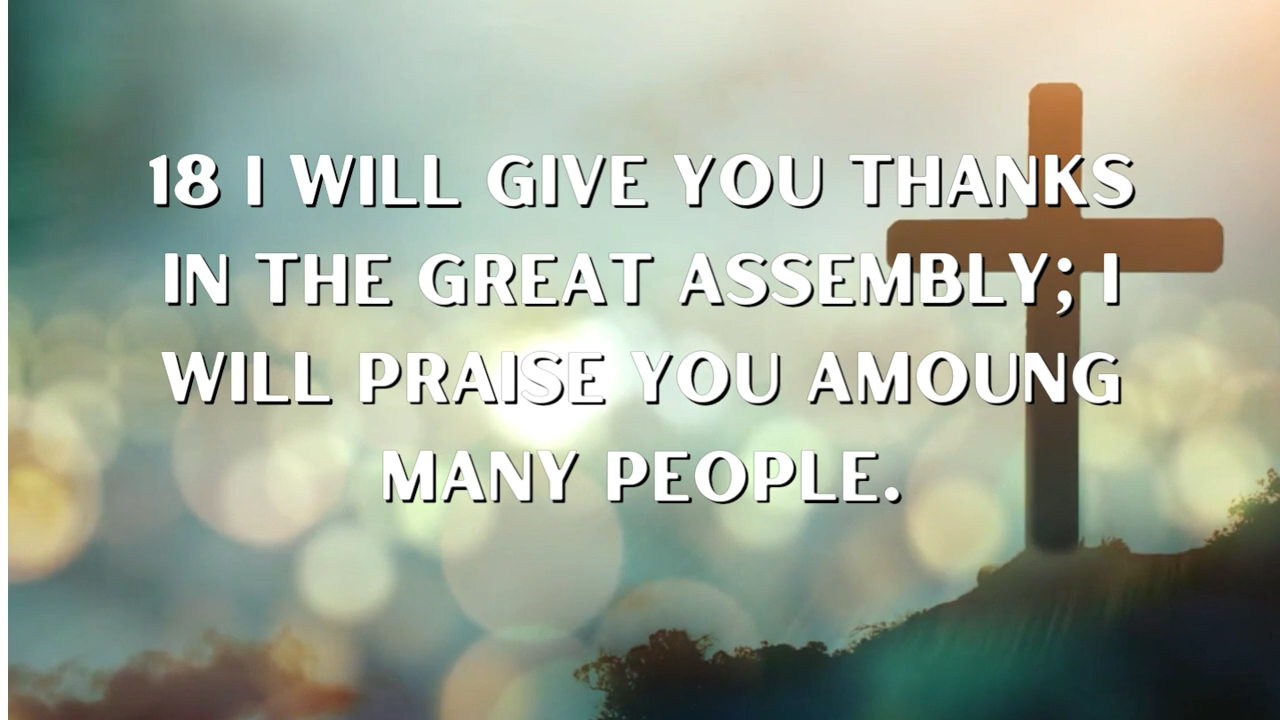 18 I WILL GIVE YOU THANKS
IN THE GREAT ASSEMBLY; I
WILL PRAISE YOU AMOUNG
MANY PEOPLE.